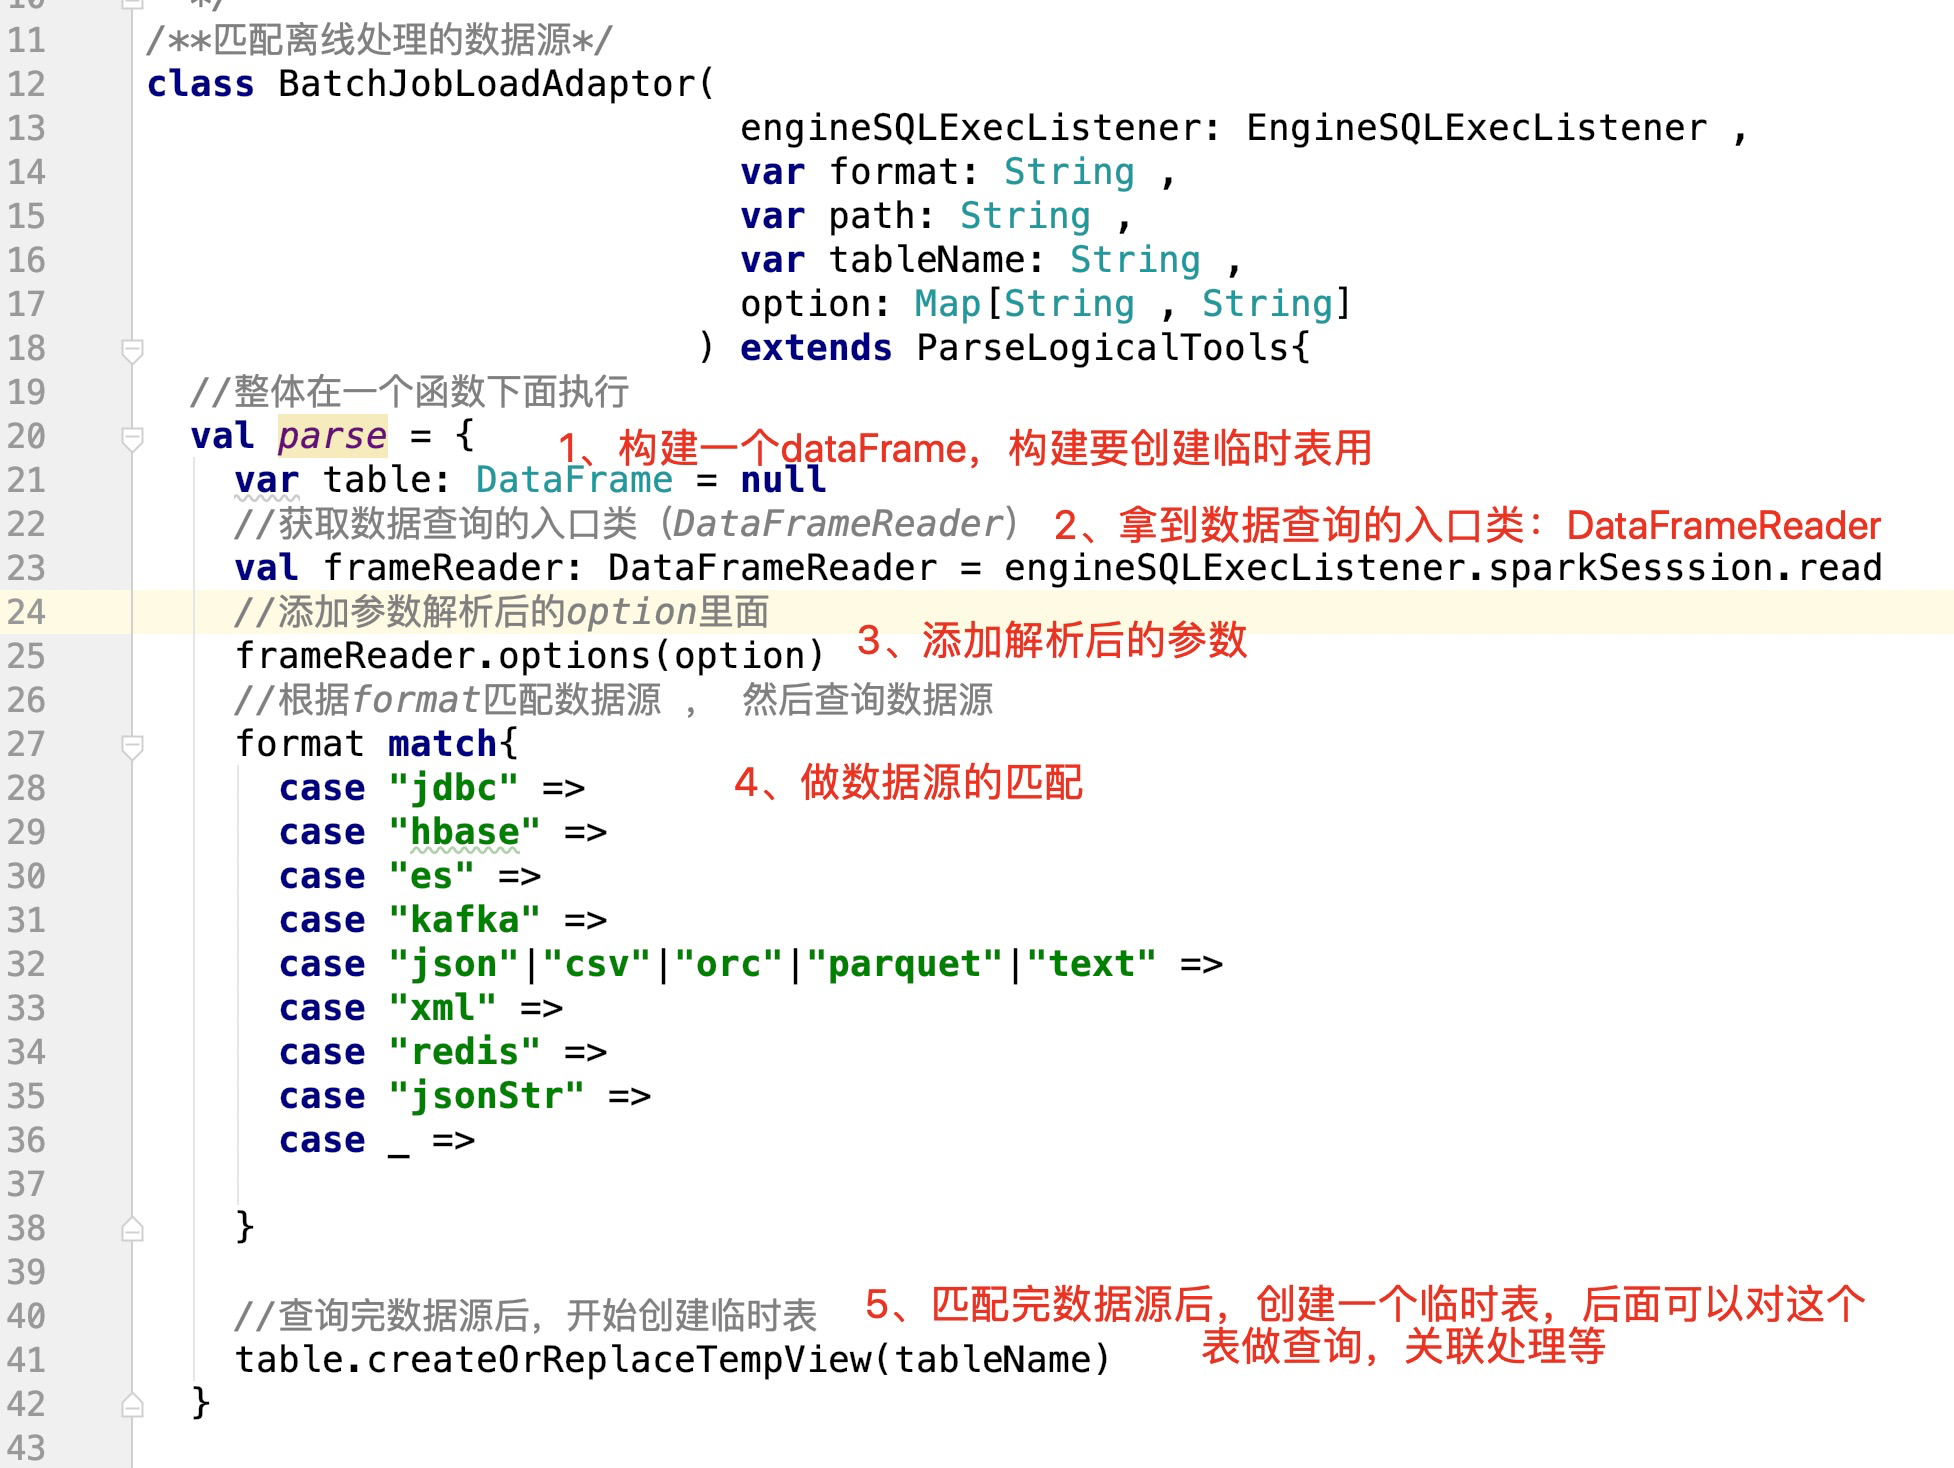 10 */
11 /**匹配离线处理的数据源*/
12 class BatchJobLoadAdaptor(
13 engineSQLExecListener: EngineSQLExecListener ,
14 var format: String ,
15 var path: String ,
16 var tableName: String ,
17 option: Map[String , String]
18 ) extends ParseLogicalTools{
19 //整体在一个函数下面执行
20 val parse = {
1、构建一个dataFrame，构建要创建临时表用
21 var table: DataFrame = null
22 //获取数据查询的入口类（DataFrameReader） 2、拿到数据查询的入口类：DataFrameReader
23 val frameReader: DataFrameReader = engineSQLExecListener.sparkSesssion.read
24 //添加参数解析后的option里面
3、添加解析后的参数
25 frameReader.options(option)
26 //根据format匹配数据源 ， 然后查询数据源
27 format match{
28 case "jdbc" => 4、做数据源的匹配
29 case "hbase" =>
30 case "es" =>
31 case "kafka" =>
32 case "json"|"csv"|"orc"|"parquet"|"text" =>
33 case "xml" =>
34 case "redis" =>
35 case "jsonStr" =>
36 case _ =>
37
38 }
39
40 //查询完数据源后，开始创建临时表 5、匹配完数据源后，创建一个临时表，后面可以对这个
表做查询，关联处理等
41 table.createOrReplaceTempView(tableName)
42 }
43